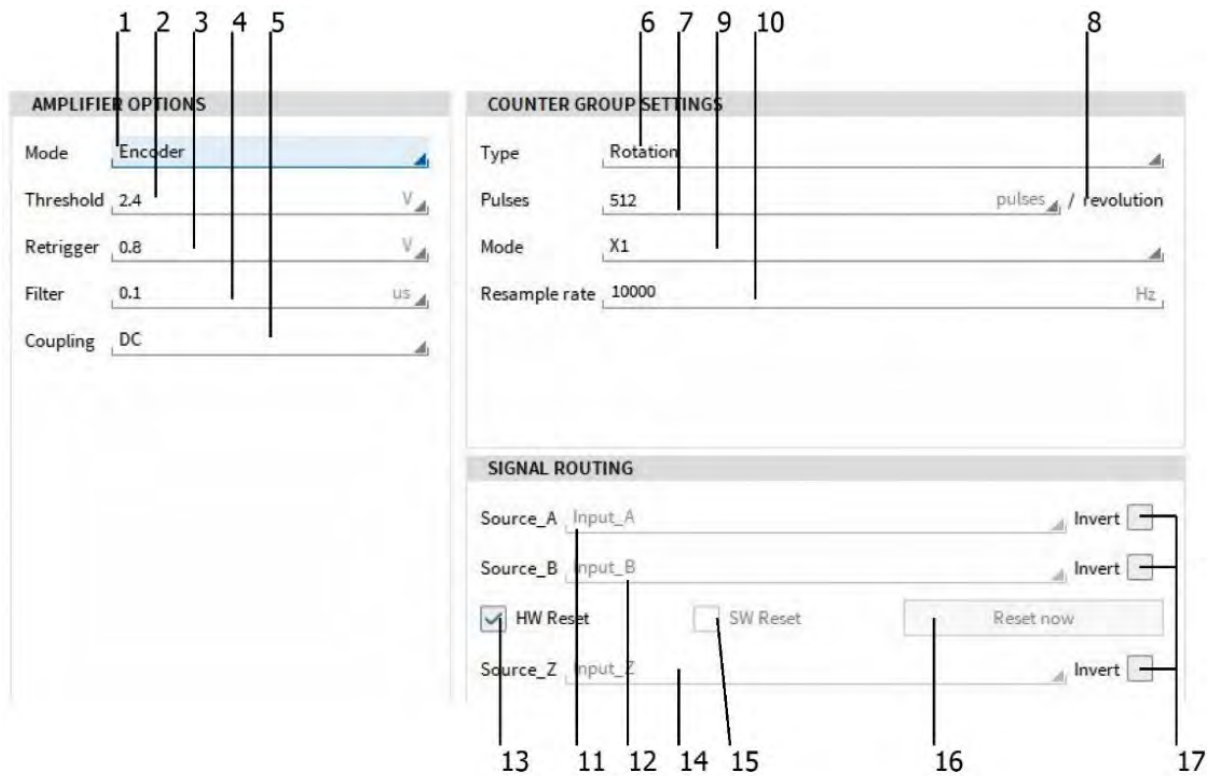 1 2 3 4 5 6 7 9 10 8
AMPLIFIER OPTIONS
Mode Encoder
Threshold 2.4 V
Retrigger 0.8 V
Filter 0.1 us
Coupling DC
COUNTER GROUP SETTINGS
Type Rotation
Pulses 512 pulses / revolution
Mode X1
Resample rate 10000 Hz
SIGNAL ROUTING
Source_A Input_A Invert
Source_B Input_B Invert
HW Reset SW Reset Reset now
Source_Z Input_Z Invert
13 11 12 14 15 16 17